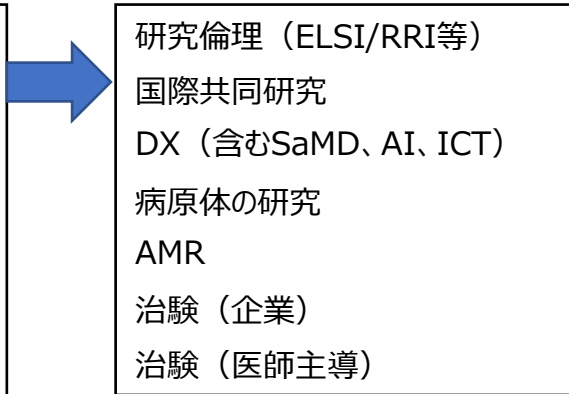 研究倫理（ELSI/RRI等）
国際共同研究
DX（含むSaMD、AI、ICT）
病原体の研究
AMR
治験（企業）
治験（医師主導）